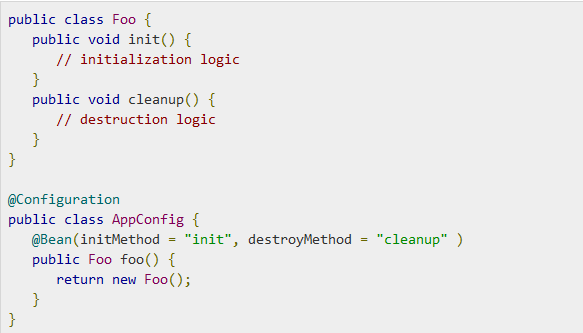 public class Foo {
public void init() {
// initialization logic
}
public void cleanup() {
// destruction logic
}
}
@Configuration
public class AppConfig {
@Bean(initMethod = "init", destroyMethod = "cleanup" )
public Foo foo() {
return new Foo();
}
}